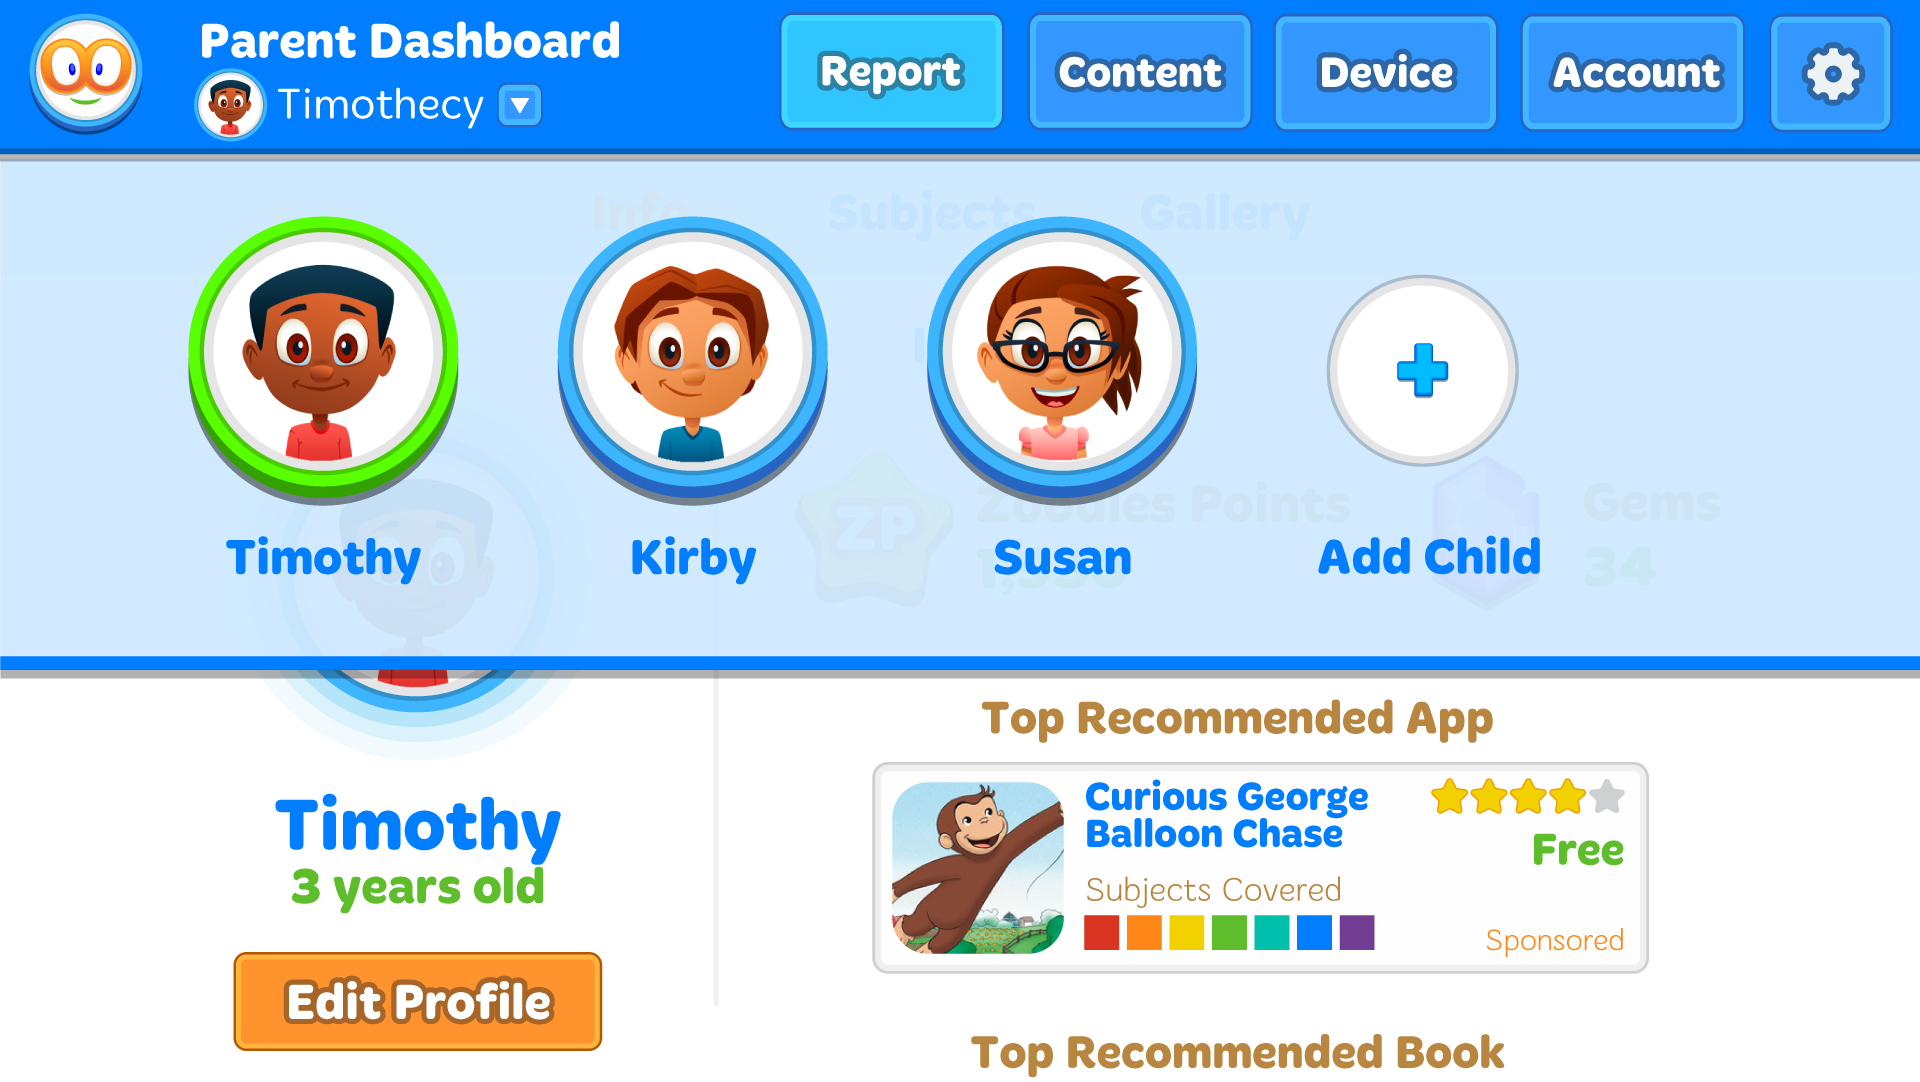 Parent Dashboard
Timothecy
Report
Content
Device
Account
Info
Subjects
Gallery
ZP
Zoodles Points
Gems
34
Timothy
Kirby
Susan
Add Child
Timothy
3 years old
Edit Profile
Top Recommended App
Curious George
Balloon Chase
Free
Subjects Covered
Sponsored
Top Recommended Book